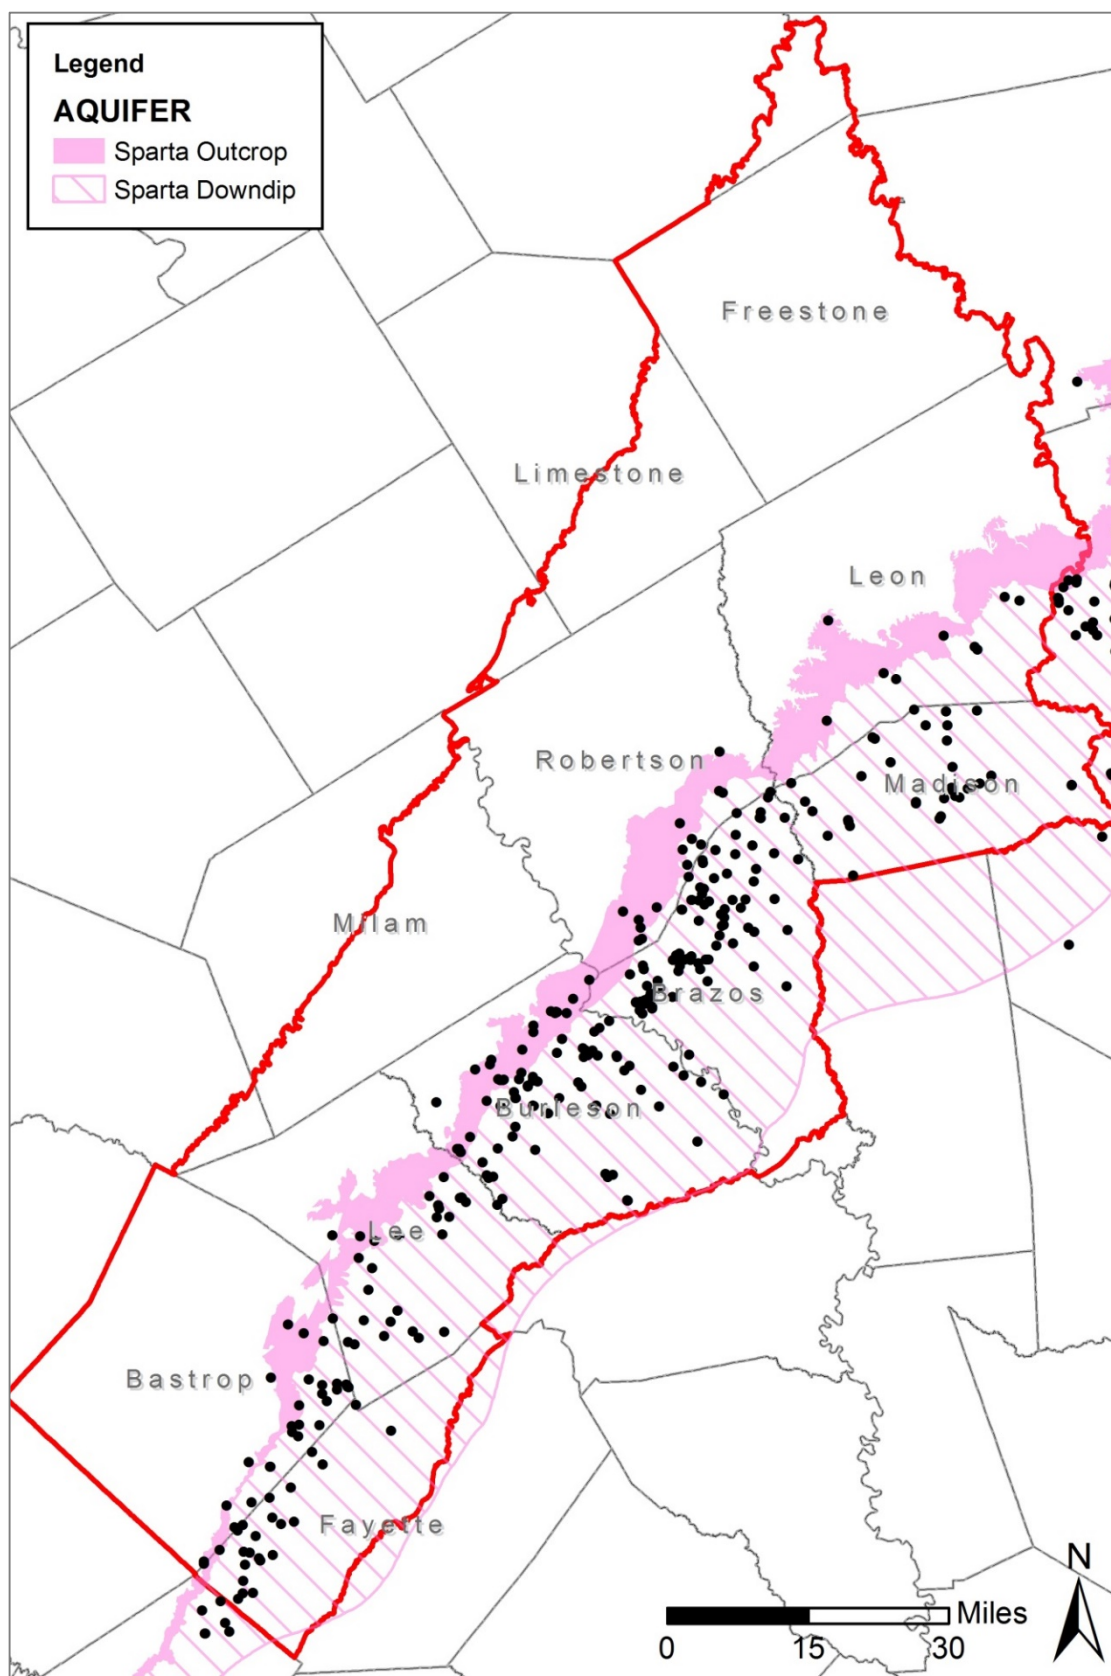 Legend
AQUIFER
Sparta Outcrop
Sparta Downdip
Freestone
Limestone
Leon
Robertson
Madison
Milam
Brazos
Burleson
Lee
Bastrop
Fayette
N
Miles
0 15 30